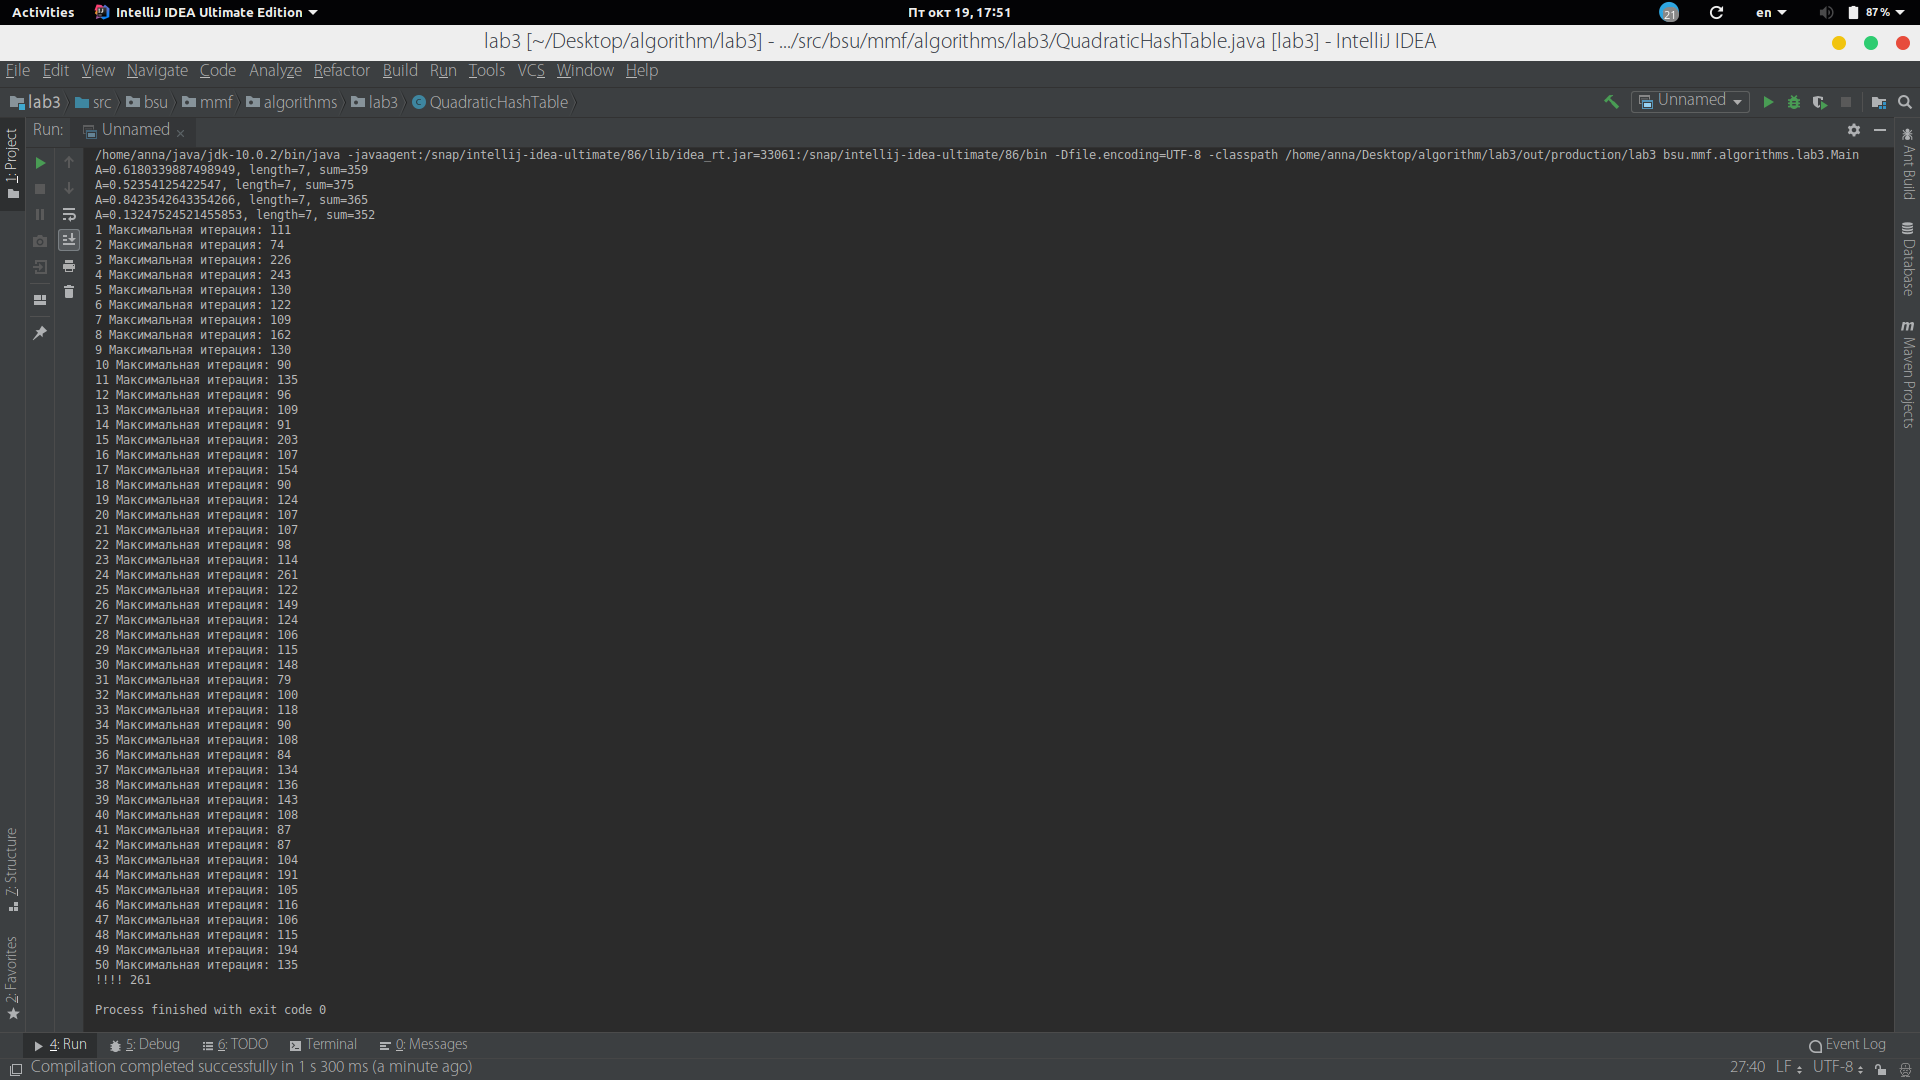 Activities IntelliJ IDEA Ultimate Edition Пт окт 19, 17:51 21 en 87 %
lab3 [~/Desktop/algorithm/lab3] - .../src/bsu/mmf/algorithms/lab3/QuadraticHashTable.java [lab3] - IntelliJ IDEA
File Edit View Navigate Code Analyze Refactor Build Run Tools VCS Window Help
lab3 src bsu mmf algorithms lab3 QuadraticHashTable Unnamed
Run: Unnamed
/home/anna/java/jdk-10.0.2/bin/java -javaagent:/snap/intellij-idea-ultimate/86/lib/idea_rt.jar=33061:/snap/intellij-idea-ultimate/86/bin -Dfile.encoding=UTF-8 -classpath /home/anna/Desktop/algorithm/lab3/out/production/lab3 bsu.mmf.algorithms.lab3.Main
A=0.6180339887498949, length=7, sum=359
A=0.52354125422547, length=7, sum=375
A=0.8423542643354266, length=7, sum=365
A=0.13247524521455853, length=7, sum=352
1 Максимальная итерация: 111
2 Максимальная итерация: 74
3 Максимальная итерация: 226
4 Максимальная итерация: 243
5 Максимальная итерация: 130
6 Максимальная итерация: 122
7 Максимальная итерация: 109
8 Максимальная итерация: 162
9 Максимальная итерация: 130
10 Максимальная итерация: 90
11 Максимальная итерация: 135
12 Максимальная итерация: 96
13 Максимальная итерация: 109
14 Максимальная итерация: 91
15 Максимальная итерация: 203
16 Максимальная итерация: 107
17 Максимальная итерация: 154
18 Максимальная итерация: 90
19 Максимальная итерация: 124
20 Максимальная итерация: 107
21 Максимальная итерация: 107
22 Максимальная итерация: 98
23 Максимальная итерация: 114
24 Максимальная итерация: 261
25 Максимальная итерация: 122
26 Максимальная итерация: 149
27 Максимальная итерация: 124
28 Максимальная итерация: 106
29 Максимальная итерация: 115
30 Максимальная итерация: 148
31 Максимальная итерация: 79
32 Максимальная итерация: 100
33 Максимальная итерация: 118
34 Максимальная итерация: 90
35 Максимальная итерация: 108
36 Максимальная итерация: 84
37 Максимальная итерация: 134
38 Максимальная итерация: 136
39 Максимальная итерация: 143
40 Максимальная итерация: 108
41 Максимальная итерация: 87
42 Максимальная итерация: 87
43 Максимальная итерация: 104
44 Максимальная итерация: 191
45 Максимальная итерация: 105
46 Максимальная итерация: 116
47 Максимальная итерация: 106
48 Максимальная итерация: 115
49 Максимальная итерация: 194
50 Максимальная итерация: 135
!!!! 261
Process finished with exit code 0
1: Project
7: Structure
2: Favorites
Ant Build
Database
Maven Projects
4: Run 5: Debug 6: TODO Terminal 0: Messages Event Log
Compilation completed successfully in 1 s 300 ms (a minute ago) 27:40 LF UTF-8